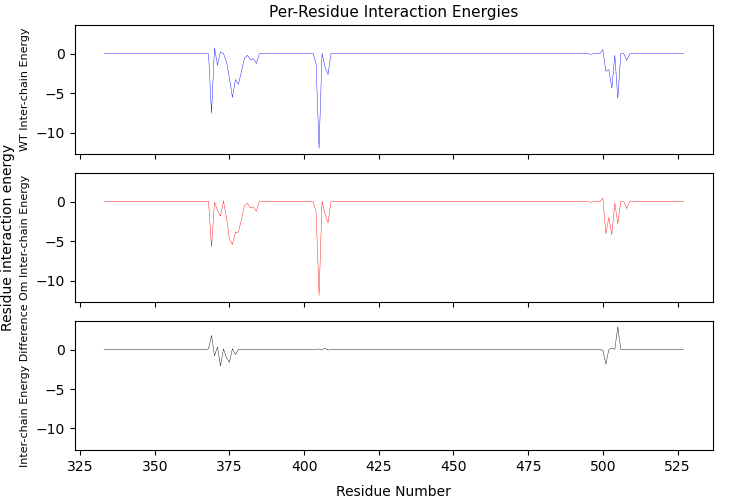 Per-Residue Interaction Energies
Residue interaction energy
WT Inter-chain Energy
0
−5
−10
Om Inter-chain Energy
0
−5
−10
Inter-chain Energy Difference
0
−5
−10
325 350 375 400 425 450 475 500 525
Residue Number